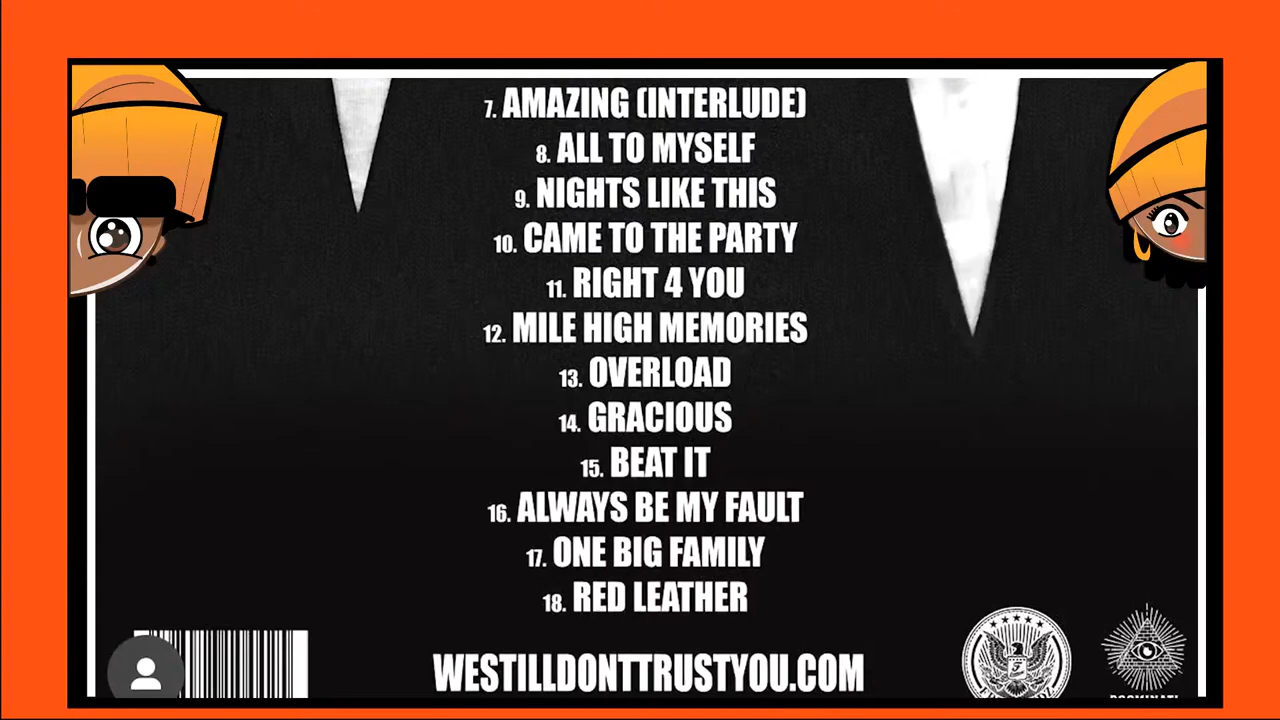 7. AMAZING (INTERLUDE)
8. ALL TO MYSELF
9. NIGHTS LIKE THIS
10. CAME TO THE PARTY
11. RIGHT 4 YOU
12. MILE HIGH MEMORIES
13. OVERLOAD
14. GRACIOUS
15. BEAT IT
16. ALWAYS BE MY FAULT
17. ONE BIG FAMILY
18. RED LEATHER
WESTILLDONTTRUSTYOU.COM